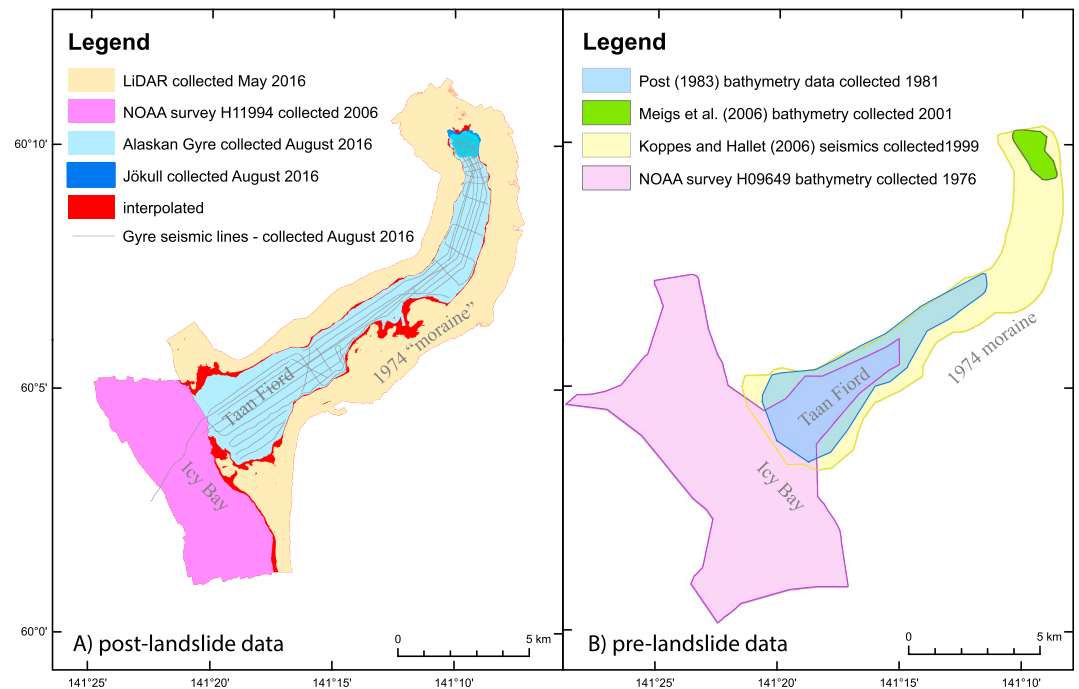 Legend
LiDAR collected May 2016
NOAA survey H11994 collected 2006
Alaskan Gyre collected August 2016
Jökull collected August 2016
interpolated
Gyre seismic lines - collected August 2016
60°10'
60°5'
60°0'
1974 “moraine”
Taan Fiord
Icy Bay
A) post-landslide data
0 5 km
141°25' 141°20' 141°15' 141°10'
Legend
Post (1983) bathymetry data collected 1981
Meigs et al. (2006) bathymetry collected 2001
Koppes and Hallet (2006) seismics collected1999
NOAA survey H09649 bathymetry collected 1976
1974 moraine
Taan Fiord
Icy Bay
B) pre-landslide data
0 5 km
141°25' 141°20' 141°15' 141°10'